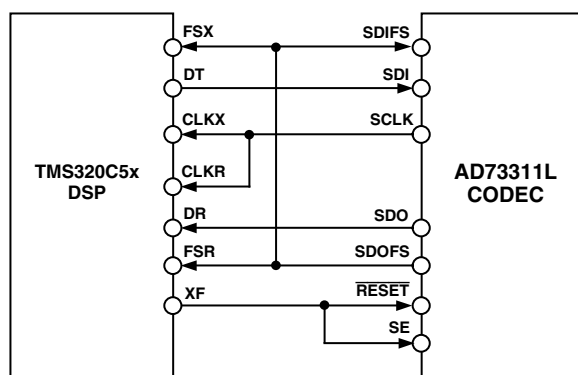 FSX
SDIFS
DT
SDI
CLKX
SCLK
TMS320C5x
DSP
CLKR
AD73311L
CODEC
DR
SDO
FSR
SDOFS
XF
RESET
SE